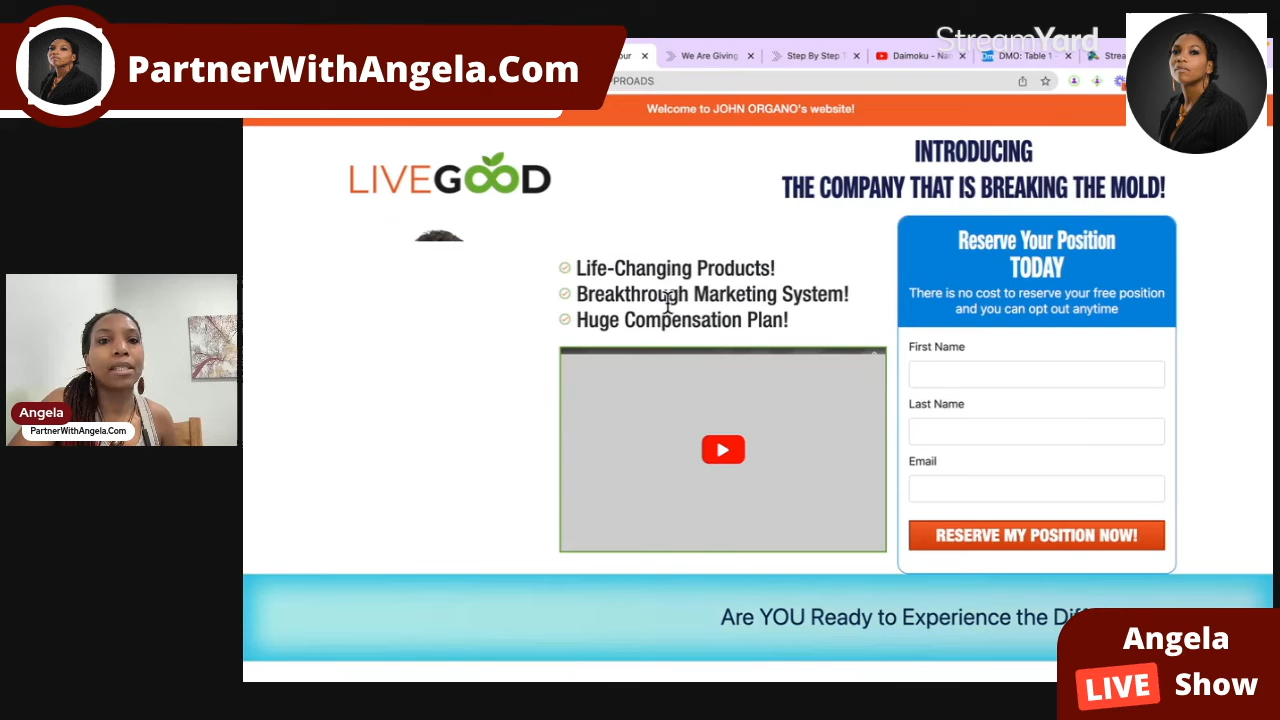 PartnerWithAngela.Com
StreamYard
We Are Giving
Step By Step
Daimoku - Nam
DMO: Table 1 -
Strea
PROADS
Welcome to JOHN ORGANO's website!
LIVEGOOD
INTRODUCING
THE COMPANY THAT IS BREAKING THE MOLD!
Life-Changing Products!
Breakthrough Marketing System!
Huge Compensation Plan!
Reserve Your Position
TODAY
There is no cost to reserve your free position
and you can opt out anytime
First Name
Last Name
Email
RESERVE MY POSITION NOW!
Angela
PartnerWithAngela.Com
Are YOU Ready to Experience the
Angela
LIVE Show